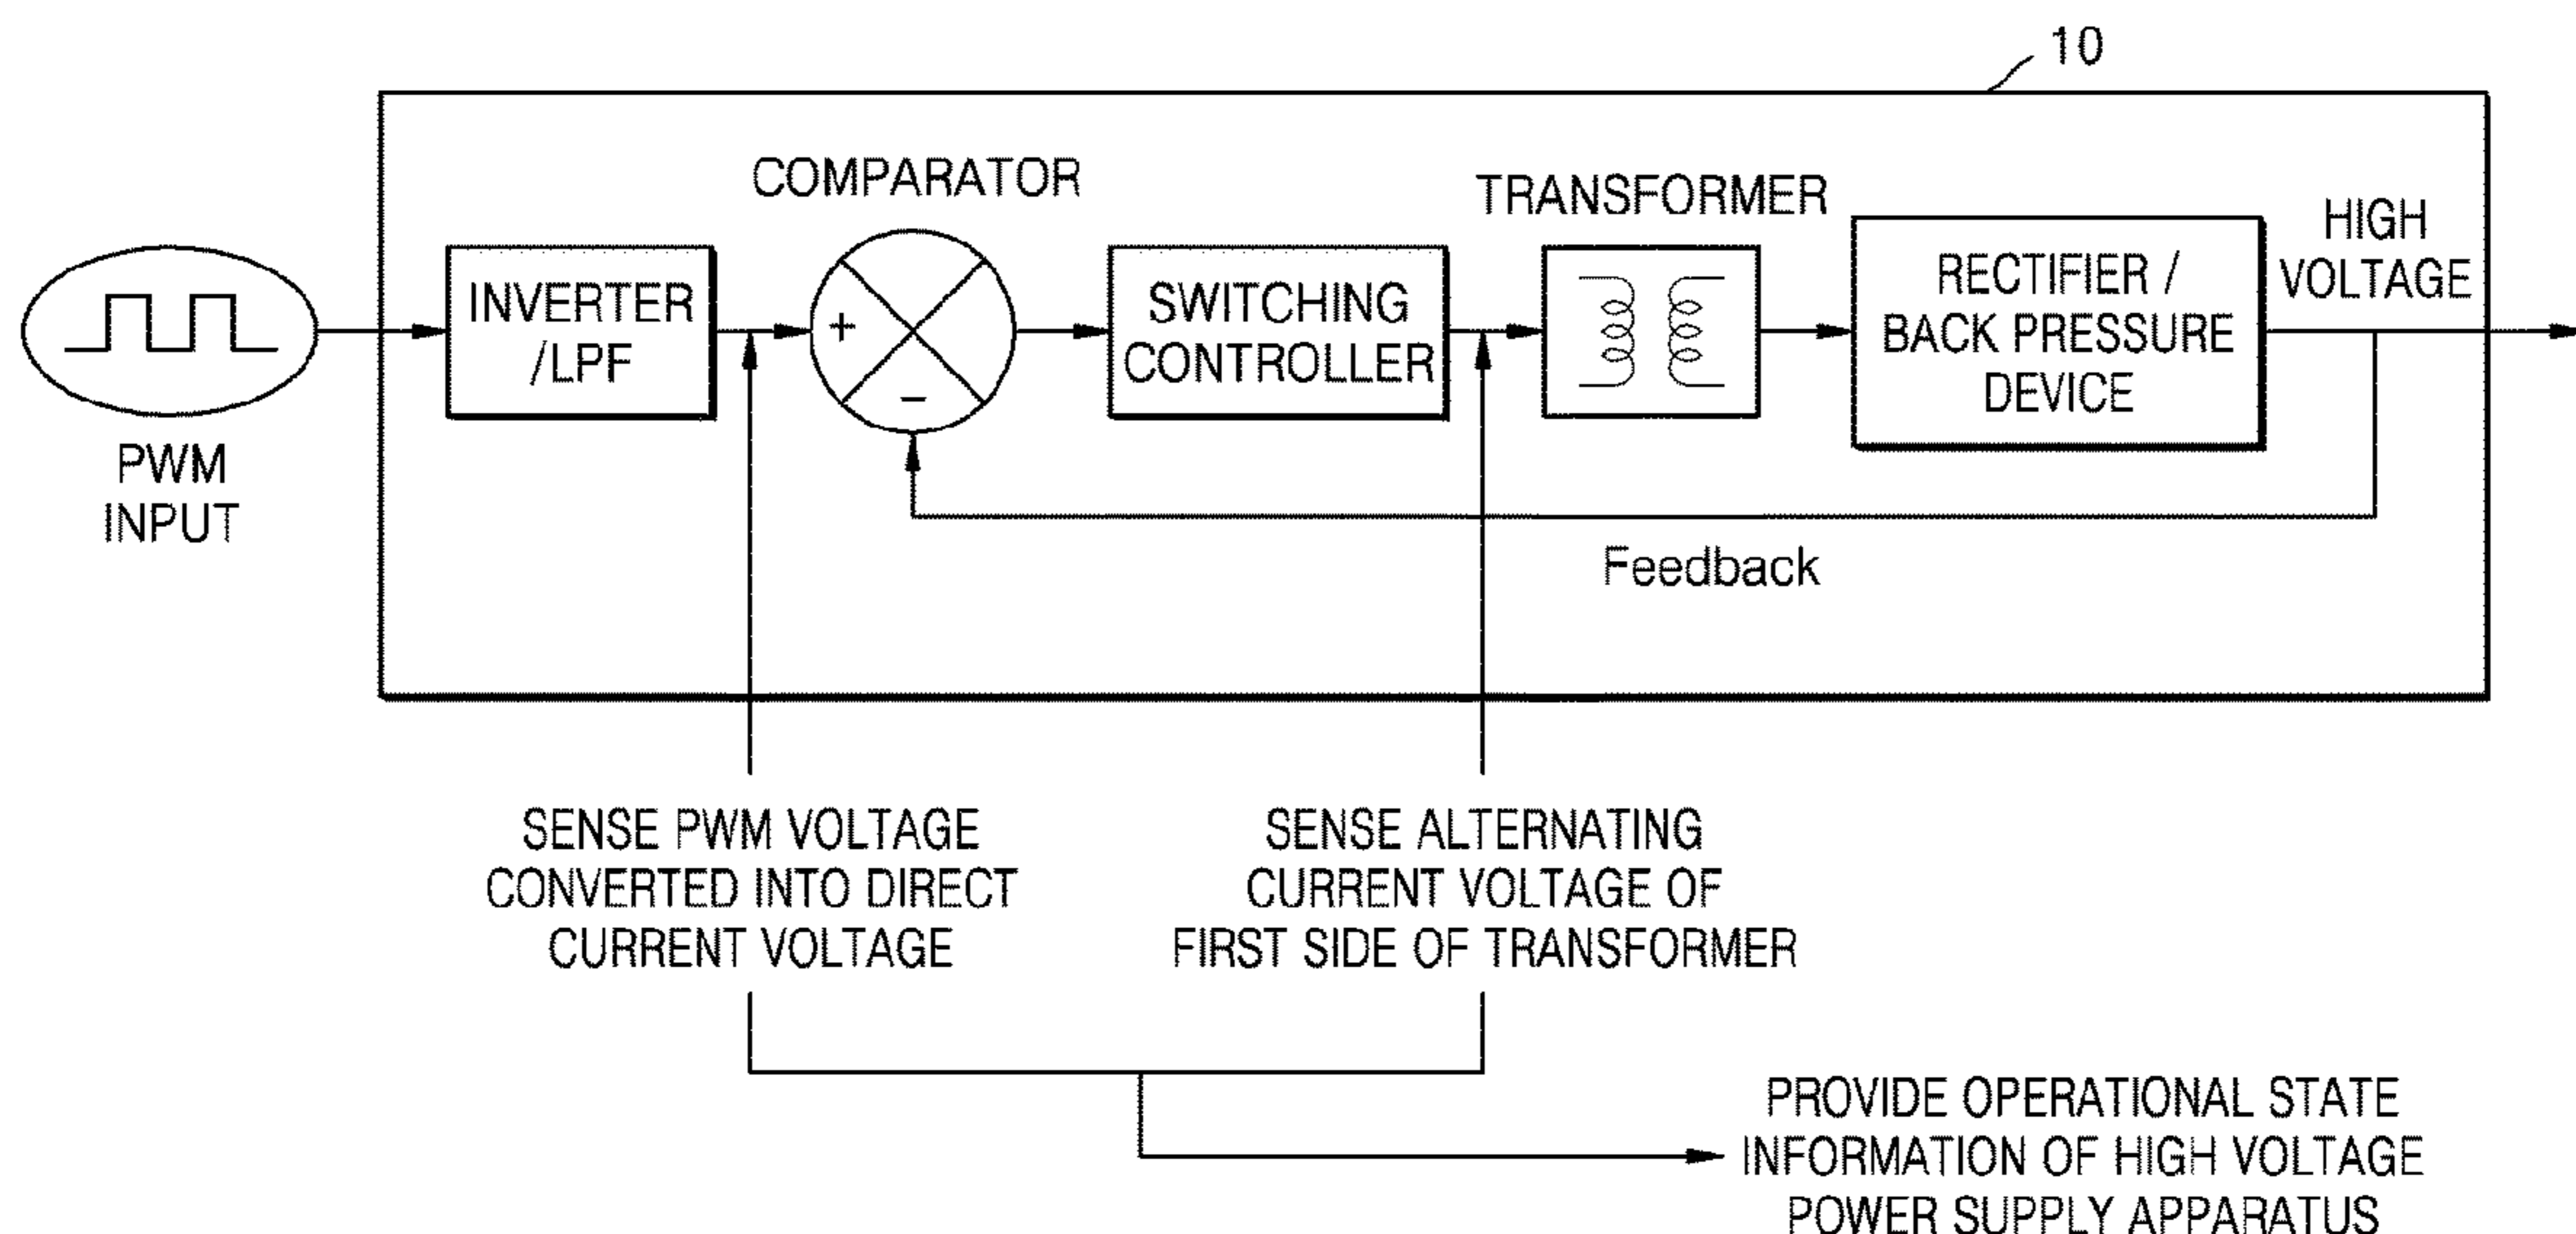 10
COMPARATOR
TRANSFORMER
HIGH
VOLTAGE
INVERTER
/LPF
+
−
SWITCHING
CONTROLLER
RECTIFIER /
BACK PRESSURE
DEVICE
PWM
INPUT
Feedback
SENSE PWM VOLTAGE
CONVERTED INTO DIRECT
CURRENT VOLTAGE
SENSE ALTERNATING
CURRENT VOLTAGE OF
FIRST SIDE OF TRANSFORMER
PROVIDE OPERATIONAL STATE
INFORMATION OF HIGH VOLTAGE
POWER SUPPLY APPARATUS